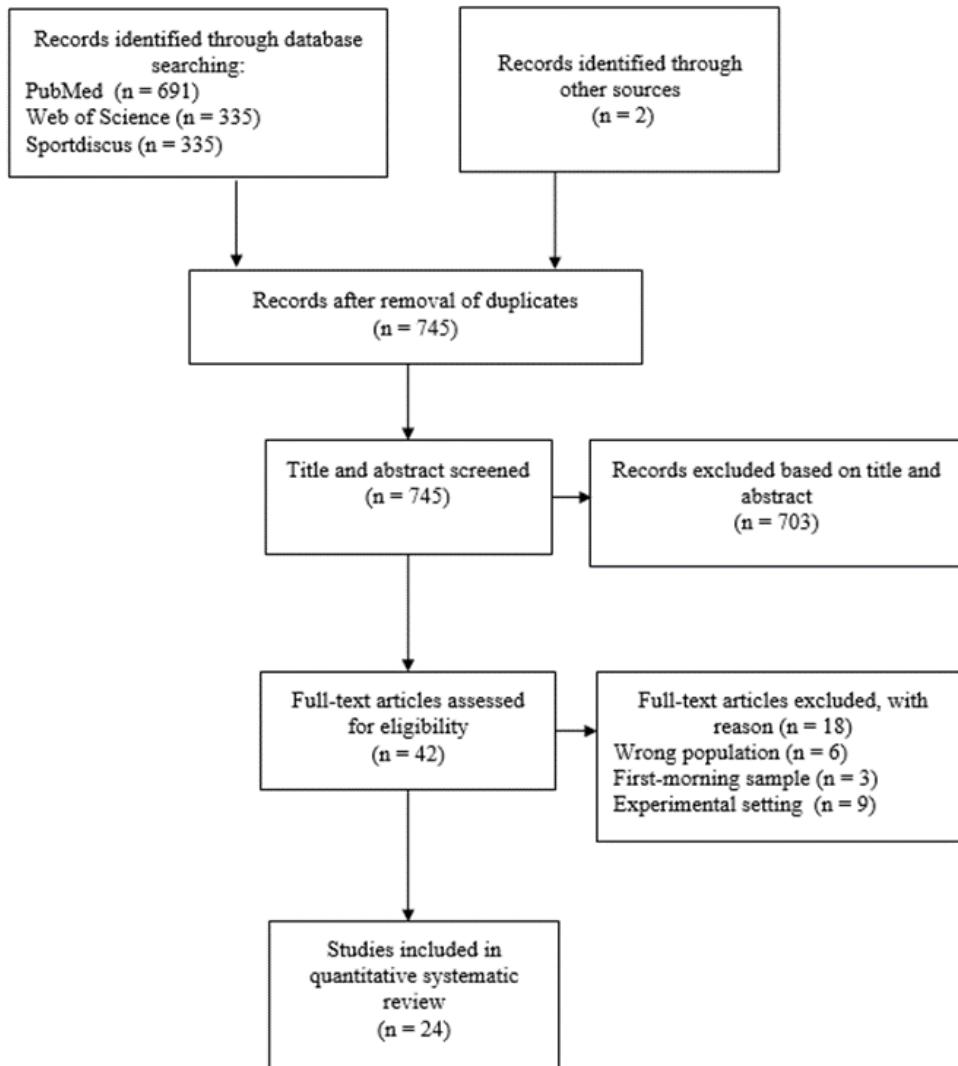 Records identified through database
searching:
PubMed (n = 691)
Web of Science (n = 335)
Sportdiscus (n = 335)
Records identified through
other sources
(n = 2)
Records after removal of duplicates
(n = 745)
Title and abstract screened
(n = 745)
Records excluded based on title and
abstract
(n = 703)
Full-text articles assessed
for eligibility
(n = 42)
Full-text articles excluded, with
reason (n = 18)
Wrong population (n = 6)
First-morning sample (n = 3)
Experimental setting (n = 9)
Studies included in
quantitative systematic
review
(n = 24)